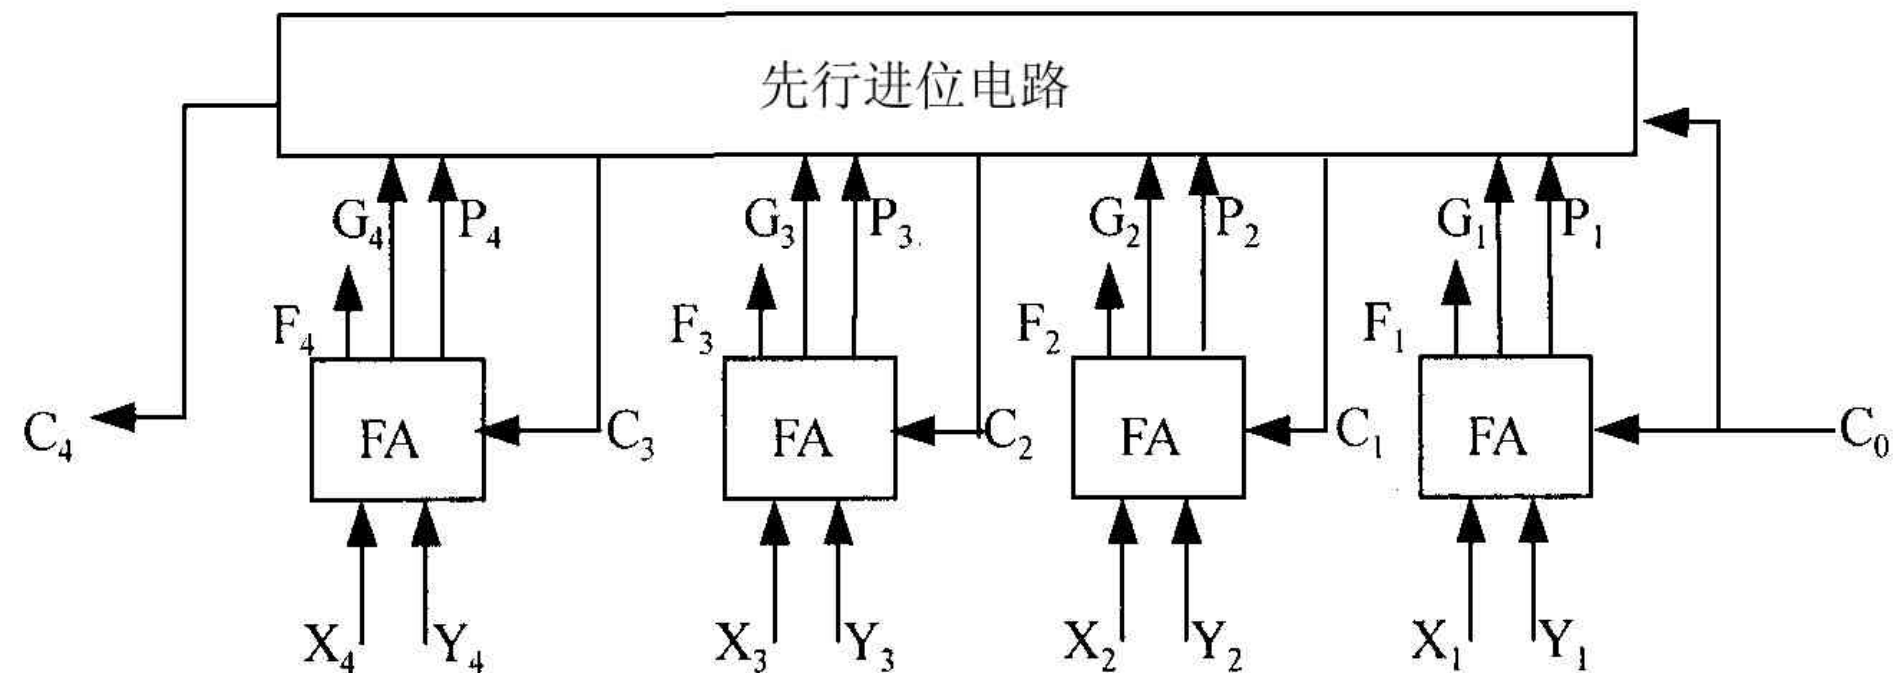 先行进位电路
G₄ P₄ G₃ P₃ G₂ P₂ G₁ P₁
F₄ F₃ F₂ F₁
C₄ FA C₃ FA C₂ FA C₁ FA C₀
X₄ Y₄ X₃ Y₃ X₂ Y₂ X₁ Y₁